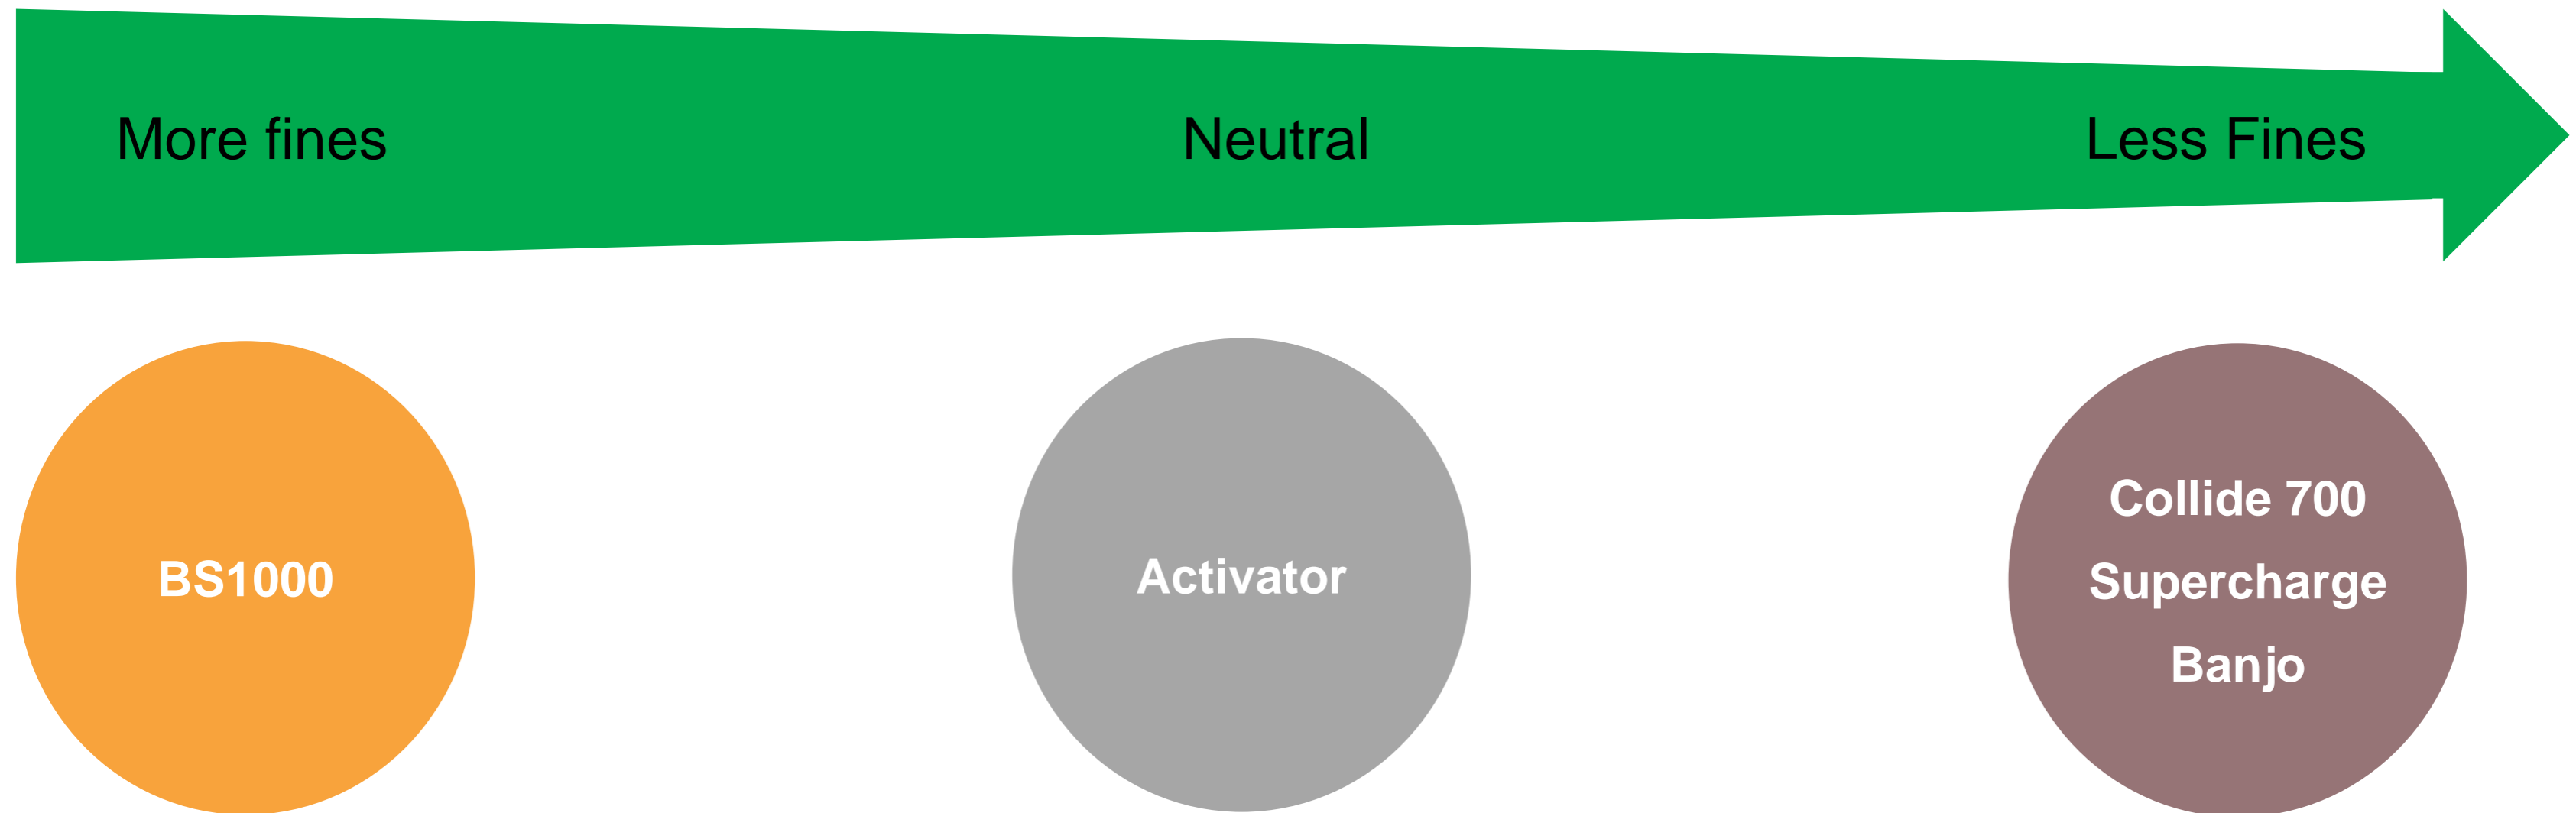 More fines
Neutral
Less Fines
BS1000
Activator
Collide 700
Supercharge
Banjo